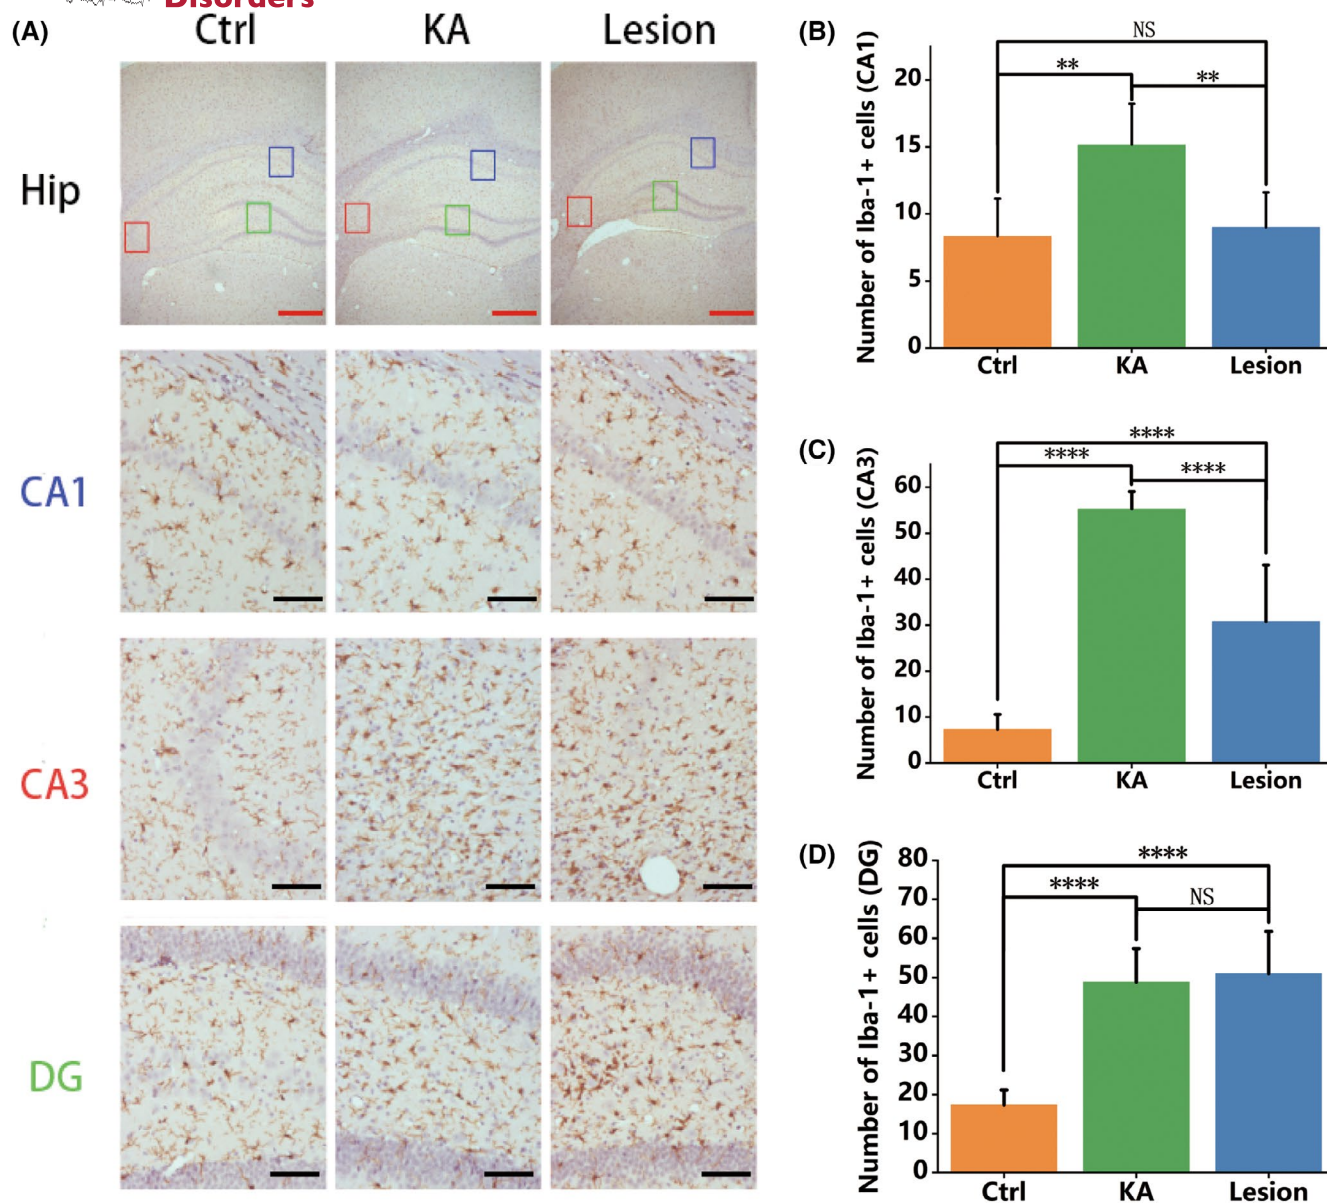 Disorders
(A) Ctrl KA Lesion
Hip
CA1
CA3
DG
(B)
Number of Iba-1+ cells (CA1)
NS
** **
20
15
10
5
0
Ctrl KA Lesion
(C)
Number of Iba-1+ cells (CA3)
****
**** ****
60
50
40
30
20
10
0
Ctrl KA Lesion
(D)
Number of Iba-1+ cells (DG)
****
**** NS
80
70
60
50
40
30
20
10
0
Ctrl KA Lesion